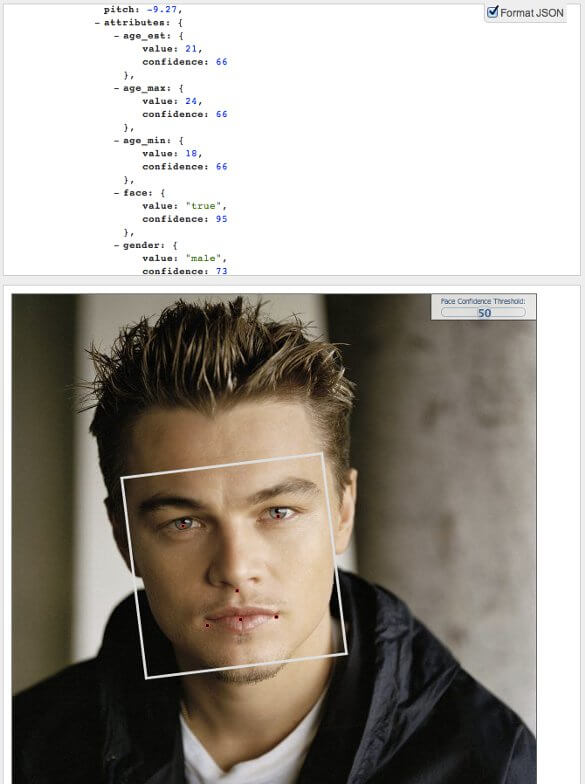 pitch: -9.27,
Format JSON
- attributes: {
- age_est: {
value: 21,
confidence: 66
},
- age_max: {
value: 24,
confidence: 66
},
- age_min: {
value: 18,
confidence: 66
},
- face: {
value: "true",
confidence: 95
},
- gender: {
value: "male",
confidence: 73
Face Confidence Threshold:
50